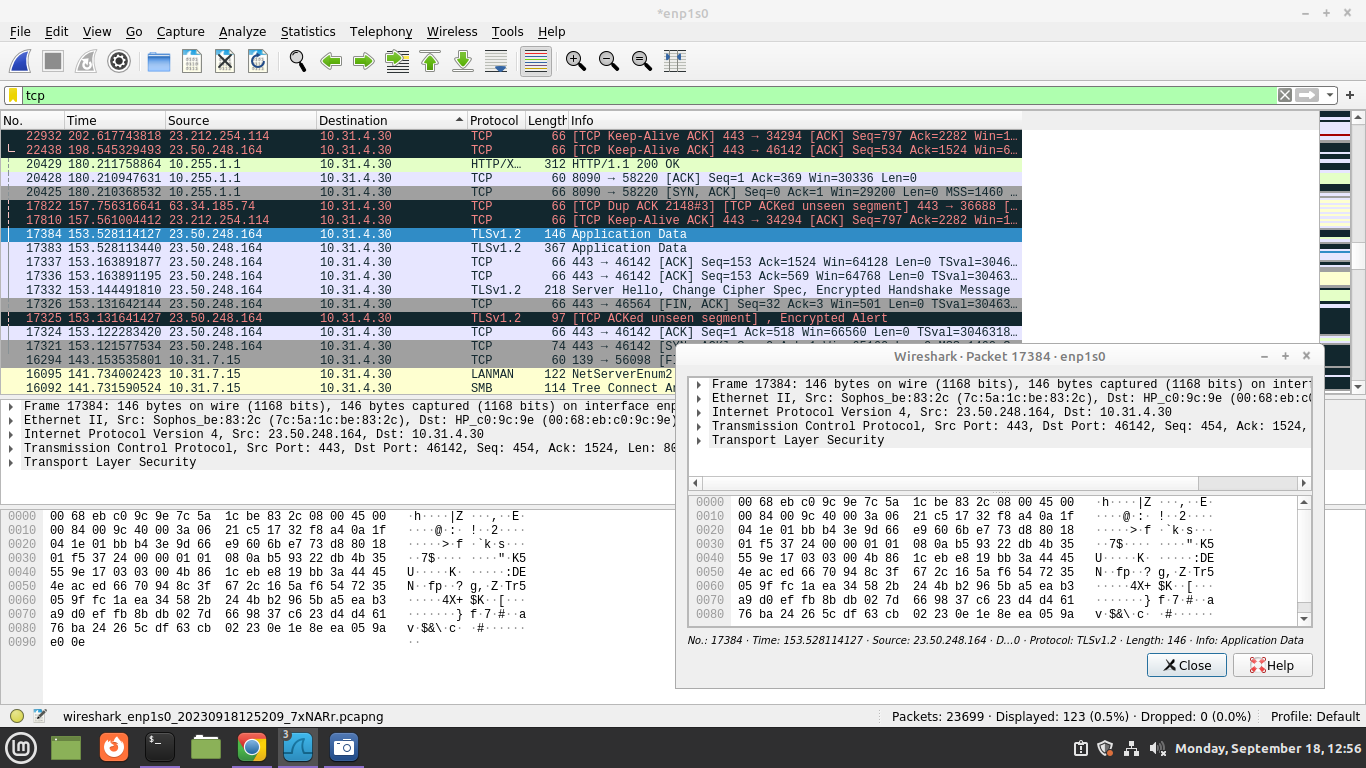 *enp1s0
File Edit View Go Capture Analyze Statistics Telephony Wireless Tools Help
tcp
No. Time Source Destination Protocol Length Info
22932 202.617743818 23.212.254.114 10.31.4.30 TCP 66 [TCP Keep-Alive ACK] 443 → 34294 [ACK] Seq=797 Ack=2282 Win=1…
22438 198.545329493 23.50.248.164 10.31.4.30 TCP 66 [TCP Keep-Alive ACK] 443 → 46142 [ACK] Seq=534 Ack=1524 Win=6…
20429 180.211758864 10.255.1.1 10.31.4.30 HTTP/X… 312 HTTP/1.1 200 OK
20428 180.210947631 10.255.1.1 10.31.4.30 TCP 60 8090 → 58220 [ACK] Seq=1 Ack=369 Win=30336 Len=0
20425 180.210368532 10.255.1.1 10.31.4.30 TCP 66 8090 → 58220 [SYN, ACK] Seq=0 Ack=1 Win=29200 Len=0 MSS=1460 …
17822 157.756316641 63.34.185.74 10.31.4.30 TCP 66 [TCP Dup ACK 2148#3] [TCP ACKed unseen segment] 443 → 36688 […
17810 157.561004412 23.212.254.114 10.31.4.30 TCP 66 [TCP Keep-Alive ACK] 443 → 34294 [ACK] Seq=797 Ack=2282 Win=1…
17384 153.528114127 23.50.248.164 10.31.4.30 TLSv1.2 146 Application Data
17383 153.528113440 23.50.248.164 10.31.4.30 TLSv1.2 367 Application Data
17337 153.163891877 23.50.248.164 10.31.4.30 TCP 66 443 → 46142 [ACK] Seq=153 Ack=1524 Win=64128 Len=0 TSval=30463…
17336 153.163891195 23.50.248.164 10.31.4.30 TCP 66 443 → 46142 [ACK] Seq=153 Ack=569 Win=64768 Len=0 TSval=30463…
17332 153.144491810 23.50.248.164 10.31.4.30 TLSv1.2 218 Server Hello, Change Cipher Spec, Encrypted Handshake Message
17326 153.131642144 23.50.248.164 10.31.4.30 TCP 66 443 → 46564 [FIN, ACK] Seq=32 Ack=3 Win=501 Len=0 TSval=30463…
17325 153.131641427 23.50.248.164 10.31.4.30 TLSv1.2 97 [TCP ACKed unseen segment] , Encrypted Alert
17324 153.122283420 23.50.248.164 10.31.4.30 TCP 66 443 → 46142 [ACK] Seq=1 Ack=518 Win=66560 Len=0 TSval=3046318…
17321 153.121577534 23.50.248.164 10.31.4.30 TCP 74 443 → 46142
16294 143.153535801 10.31.7.15 10.31.4.30 TCP 60 139 → 56098
16095 141.734002423 10.31.7.15 10.31.4.30 LANMAN 122 NetServerEnum2
16092 141.731590524 10.31.7.15 10.31.4.30 SMB 114 Tree Connect
Frame 17384: 146 bytes on wire (1168 bits), 146 bytes captured (1168 bits) on interface enp
Ethernet II, Src: Sophos_be:83:2c (7c:5a:1c:be:83:2c), Dst: HP_c0:9c:9e (00:68:eb:c0:9c:9e)
Internet Protocol Version 4, Src: 23.50.248.164, Dst: 10.31.4.30
Transmission Control Protocol, Src Port: 443, Dst Port: 46142, Seq: 454, Ack: 1524, Len: 80
Transport Layer Security
0000 00 68 eb c0 9c 9e 7c 5a 1c be 83 2c 08 00 45 00 ·h····|Z ···,··E·
0010 00 84 00 9c 40 00 3a 06 21 c5 17 32 f8 a4 0a 1f ····@·:· !··2····
0020 04 1e 01 bb b4 3e 9d 66 e9 60 6b e7 73 d8 80 18 ·····>·f ·`k·s···
0030 01 f5 37 24 00 00 01 01 08 0a b5 93 22 db 4b 35 ··7$···· ····"·K5
0040 55 9e 17 03 03 00 4b 86 1c eb e8 19 bb 3a 44 45 U·····K· ·····:DE
0050 4e ac ed 66 70 94 8c 3f 67 2c 16 5a f6 54 72 35 N··fp··? g,·Z·Tr5
0060 05 9f fc 1a ea 34 58 2b 24 4b b2 96 5b a5 ea b3 ·····4X+ $K··[···
0070 a9 d0 ef fb 8b db 02 7d 66 98 37 c6 23 d4 d4 61 ·······} f·7·#··a
0080 76 ba 24 26 5c df 63 cb 02 23 0e 1e 8e ea 05 9a v·$&\·c· ·#······
0090 e0 0e ··
Wireshark · Packet 17384 · enp1s0
Frame 17384: 146 bytes on wire (1168 bits), 146 bytes captured (1168 bits) on inter
Ethernet II, Src: Sophos_be:83:2c (7c:5a:1c:be:83:2c), Dst: HP_c0:9c:9e (00:68:eb:c0
Internet Protocol Version 4, Src: 23.50.248.164, Dst: 10.31.4.30
Transmission Control Protocol, Src Port: 443, Dst Port: 46142, Seq: 454, Ack: 1524,
Transport Layer Security
0000 00 68 eb c0 9c 9e 7c 5a 1c be 83 2c 08 00 45 00 ·h····|Z ···,··E·
0010 00 84 00 9c 40 00 3a 06 21 c5 17 32 f8 a4 0a 1f ····@·:· !··2····
0020 04 1e 01 bb b4 3e 9d 66 e9 60 6b e7 73 d8 80 18 ·····>·f ·`k·s···
0030 01 f5 37 24 00 00 01 01 08 0a b5 93 22 db 4b 35 ··7$···· ····"·K5
0040 55 9e 17 03 03 00 4b 86 1c eb e8 19 bb 3a 44 45 U·····K· ·····:DE
0050 4e ac ed 66 70 94 8c 3f 67 2c 16 5a f6 54 72 35 N··fp··? g,·Z·Tr5
0060 05 9f fc 1a ea 34 58 2b 24 4b b2 96 5b a5 ea b3 ·····4X+ $K··[···
0070 a9 d0 ef fb 8b db 02 7d 66 98 37 c6 23 d4 d4 61 ·······} f·7·#··a
0080 76 ba 24 26 5c df 63 cb 02 23 0e 1e 8e ea 05 9a v·$&\·c· ·#······
No.: 17384 · Time: 153.528114127 · Source: 23.50.248.164 · D…0 · Protocol: TLSv1.2 · Length: 146 · Info: Application Data
Close Help
wireshark_enp1s0_20230918125209_7xNARr.pcapng Packets: 23699 · Displayed: 123 (0.5%) · Dropped: 0 (0.0%) Profile: Default
3
Monday, September 18, 12:56